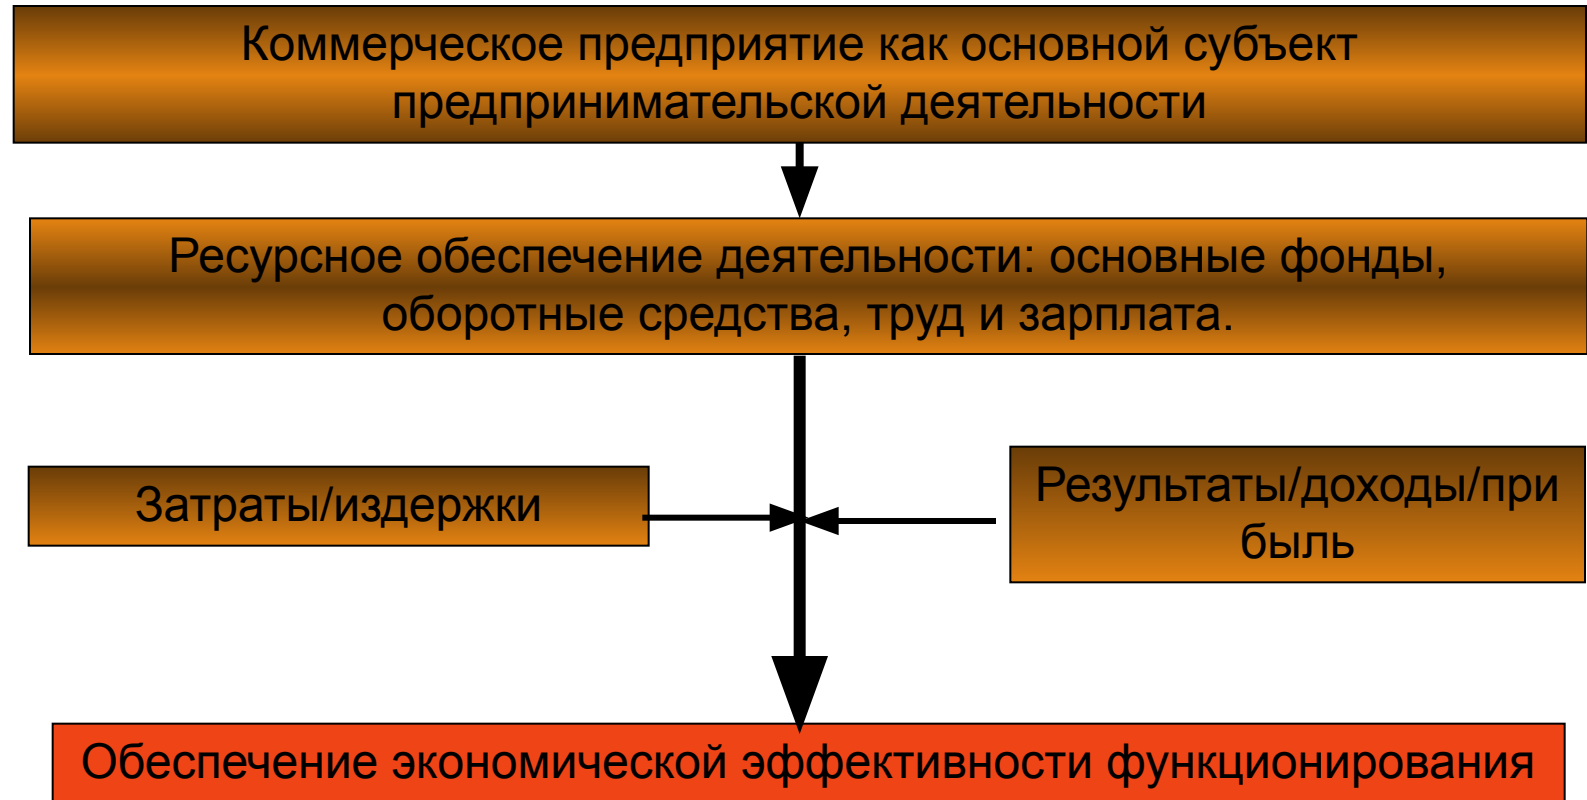 Коммерческое предприятие как основной субъект
предпринимательской деятельности
Ресурсное обеспечение деятельности: основные фонды,
оборотные средства, труд и зарплата.
Затраты/издержки
Результаты/доходы/при
быль
Обеспечение экономической эффективности функционирования